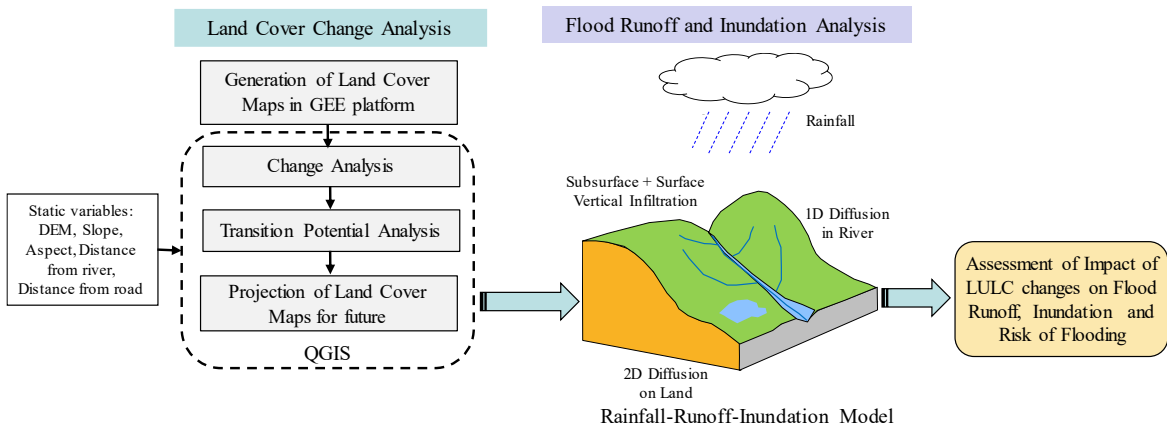 Land Cover Change Analysis
Generation of Land Cover
Maps in GEE platform
Change Analysis
Transition Potential Analysis
Projection of Land Cover
Maps for future
QGIS
Static variables:
DEM, Slope,
Aspect, Distance
from river,
Distance from road
Flood Runoff and Inundation Analysis
Rainfall
Subsurface + Surface
Vertical Infiltration
1D Diffusion
in River
2D Diffusion
on Land
Rainfall-Runoff-Inundation Model
Assessment of Impact of
LULC changes on Flood
Runoff, Inundation and
Risk of Flooding